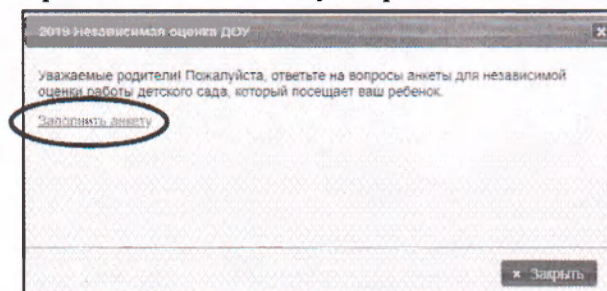 2019 Независимая оценка ДОУ
Уважаемые родители! Пожалуйста, ответьте на вопросы анкеты для независимой
оценки работы детского сада, который посещает ваш ребенок.
Заполнить анкету
× Закрыть